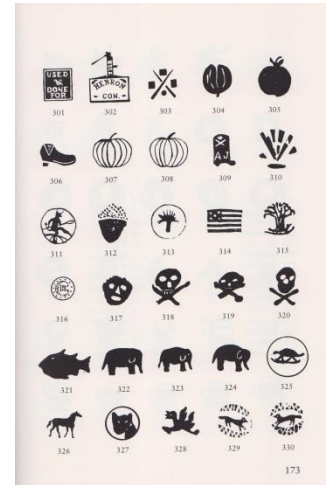 USED
& DONE
FOR
HEBRON
CON.
301 302 303 304 305
A J
306 307 308 309 310
311 312 313 314 315
316 317 318 319 320
321 322 323 324 325
326 327 328 329 330
173